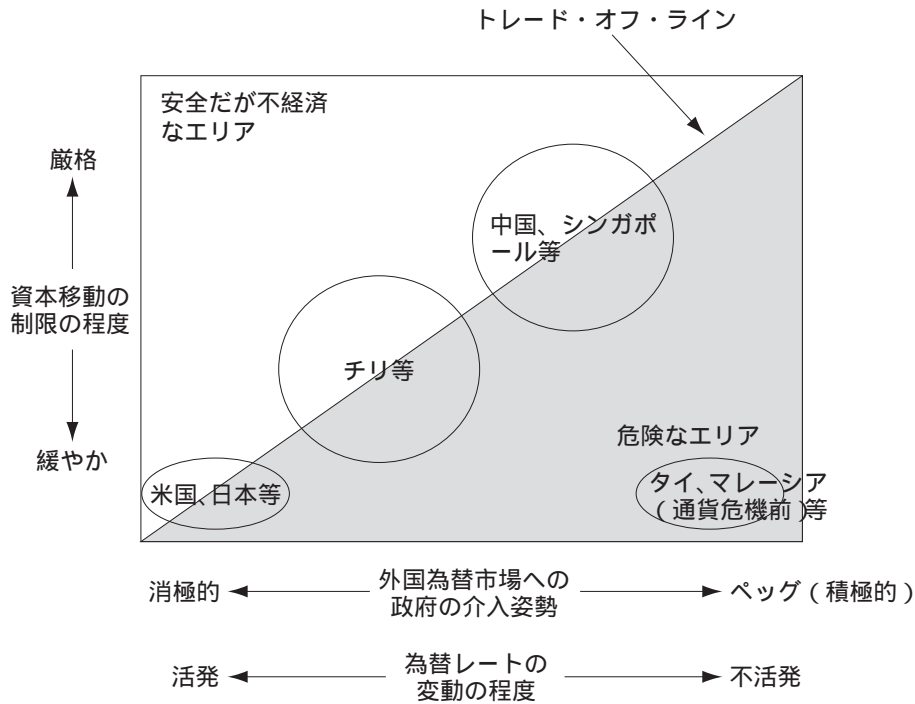 トレード・オフ・ライン
安全だが不経済
なエリア
厳格
中国、シンガポ
ール等
資本移動の
制限の程度
チリ等
危険なエリア
緩やか
米国、日本等
タイ、マレーシア
(通貨危機前)等
消極的
外国為替市場への
政府の介入姿勢
ペッグ(積極的)
活発
為替レートの
変動の程度
不活発